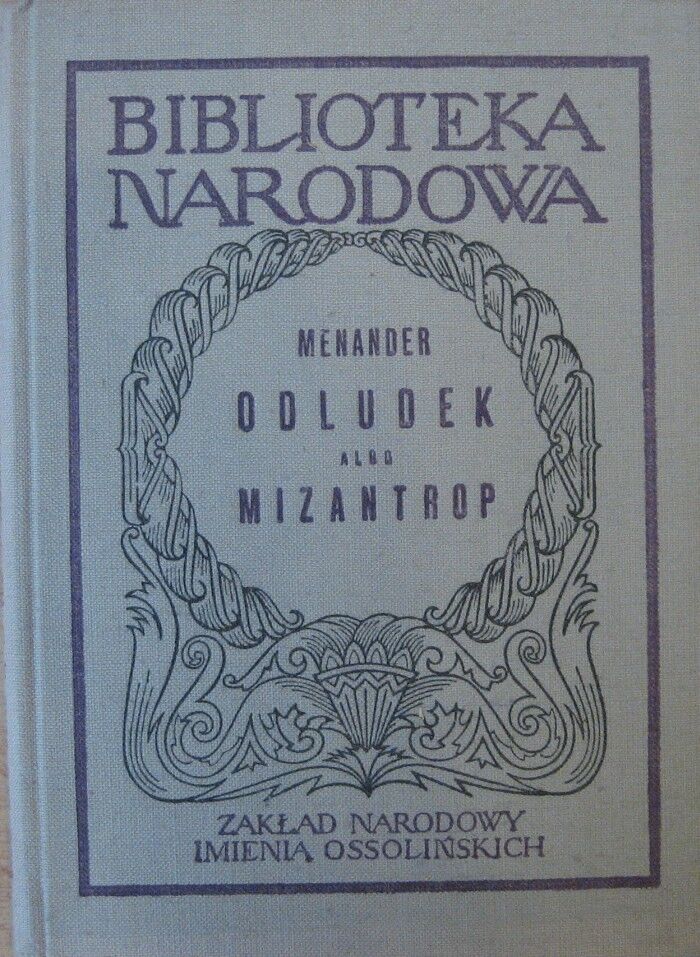 BIBLIOTEKA
NARODOWA
MENANDER
ODLUDEK
ALBO
MIZANTROP
ZAKŁAD NARODOWY
IMIENIA OSSOLIŃSKICH